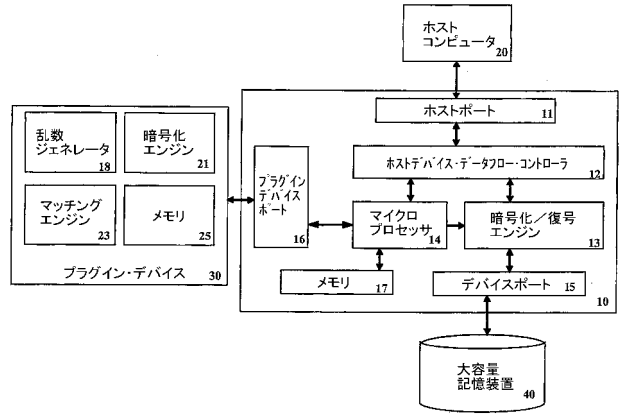 ホスト
コンピュータ
20
ホストポート
11
乱数
ジェネレータ
18
暗号化
エンジン
21
ホストデバイス・データフロー・コントローラ
12
プラグイン
デバイス
ポート
16
マッチング
エンジン
23
メモリ
25
マイクロ
プロセッサ
14
暗号化／復号
エンジン
13
プラグイン・デバイス
30
メモリ
17
デバイスポート
15
10
大容量
記憶装置
40